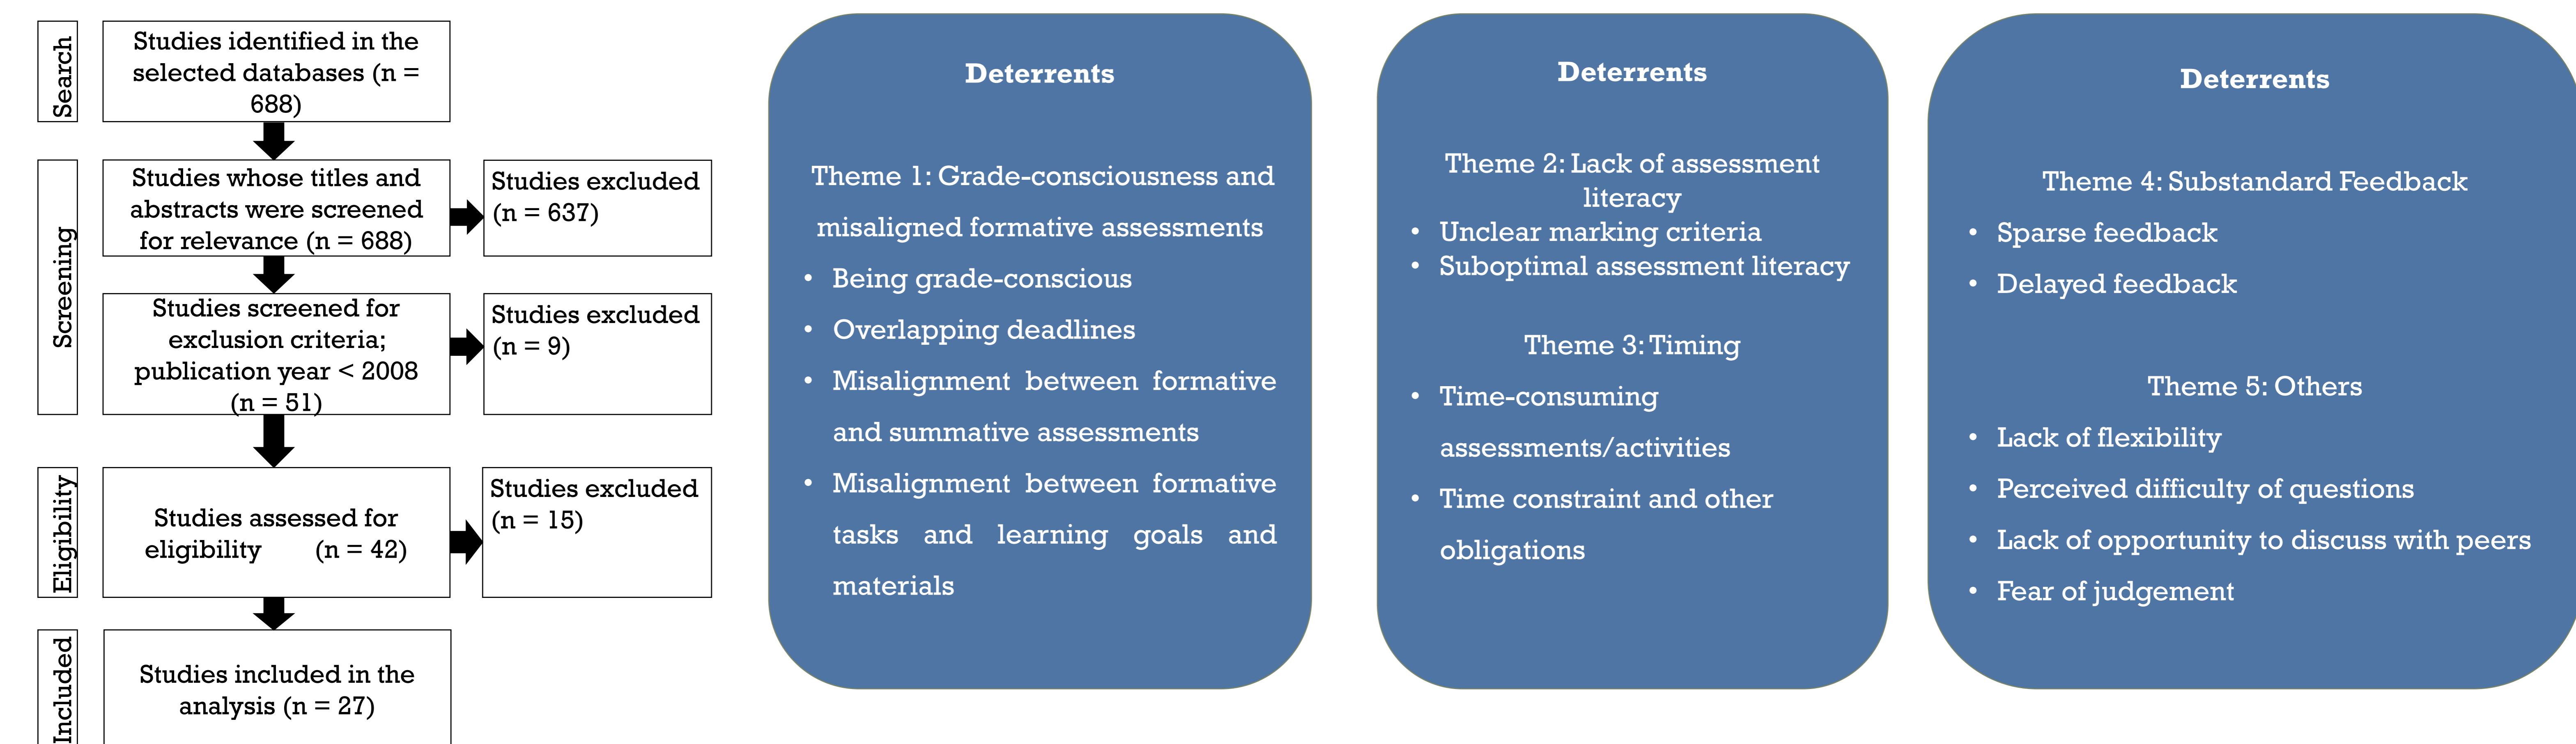 Search
Studies identified in the
selected databases (n =
688)
Screening
Studies whose titles and
abstracts were screened
for relevance (n = 688)
Studies excluded
(n = 637)
Studies screened for
exclusion criteria;
publication year < 2008
(n = 51)
Studies excluded
(n = 9)
Eligibility
Studies assessed for
eligibility (n = 42)
Studies excluded
(n = 15)
Included
Studies included in the
analysis (n = 27)
Deterrents
Theme 1: Grade-consciousness and
misaligned formative assessments
• Being grade-conscious
• Overlapping deadlines
• Misalignment between formative
and summative assessments
• Misalignment between formative
tasks and learning goals and
materials
Deterrents
Theme 2: Lack of assessment
literacy
• Unclear marking criteria
• Suboptimal assessment literacy
Theme 3: Timing
• Time-consuming
assessments/activities
• Time constraint and other
obligations
Deterrents
Theme 4: Substandard Feedback
• Sparse feedback
• Delayed feedback
Theme 5: Others
• Lack of flexibility
• Perceived difficulty of questions
• Lack of opportunity to discuss with peers
• Fear of judgement